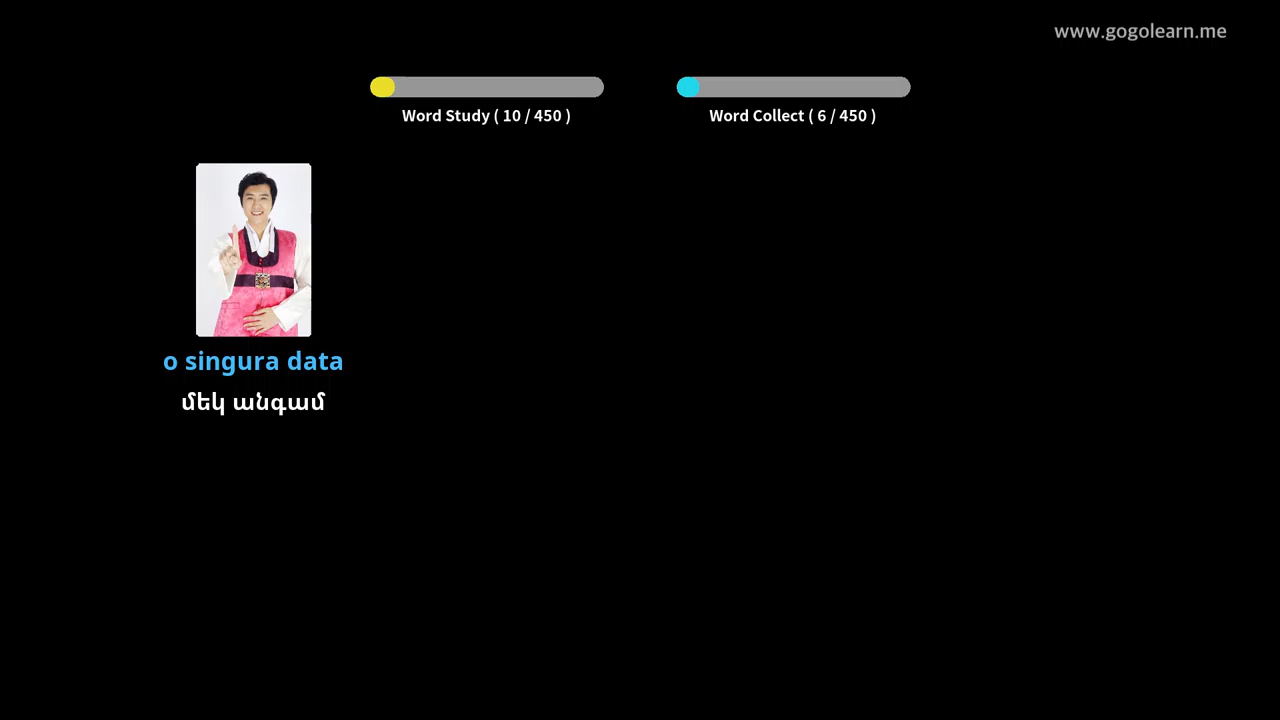 www.gogolearn.me
Word Study ( 10 / 450 )
Word Collect ( 6 / 450 )
o singura data
մեկ անգամ